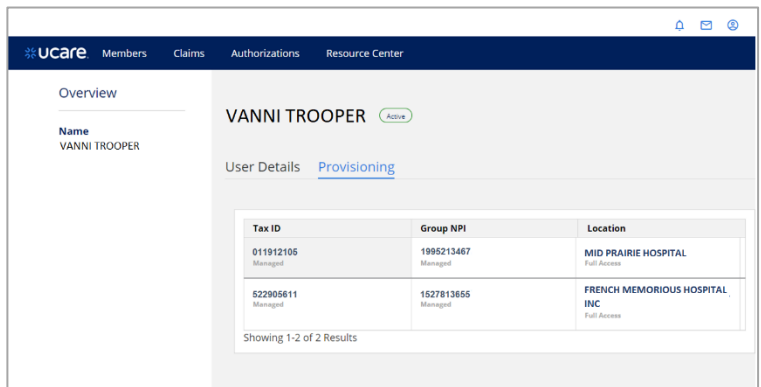 ucare. Members Claims Authorizations Resource Center
Overview
Name
VANNI TROOPER
VANNI TROOPER Active
User Details Provisioning
Tax ID Group NPI Location
011912105 1995213467 MID PRAIRIE HOSPITAL
Managed Managed Full Access
522905611 1527813655 FRENCH MEMORIOUS HOSPITAL
Managed Managed INC
Full Access
Showing 1-2 of 2 Results